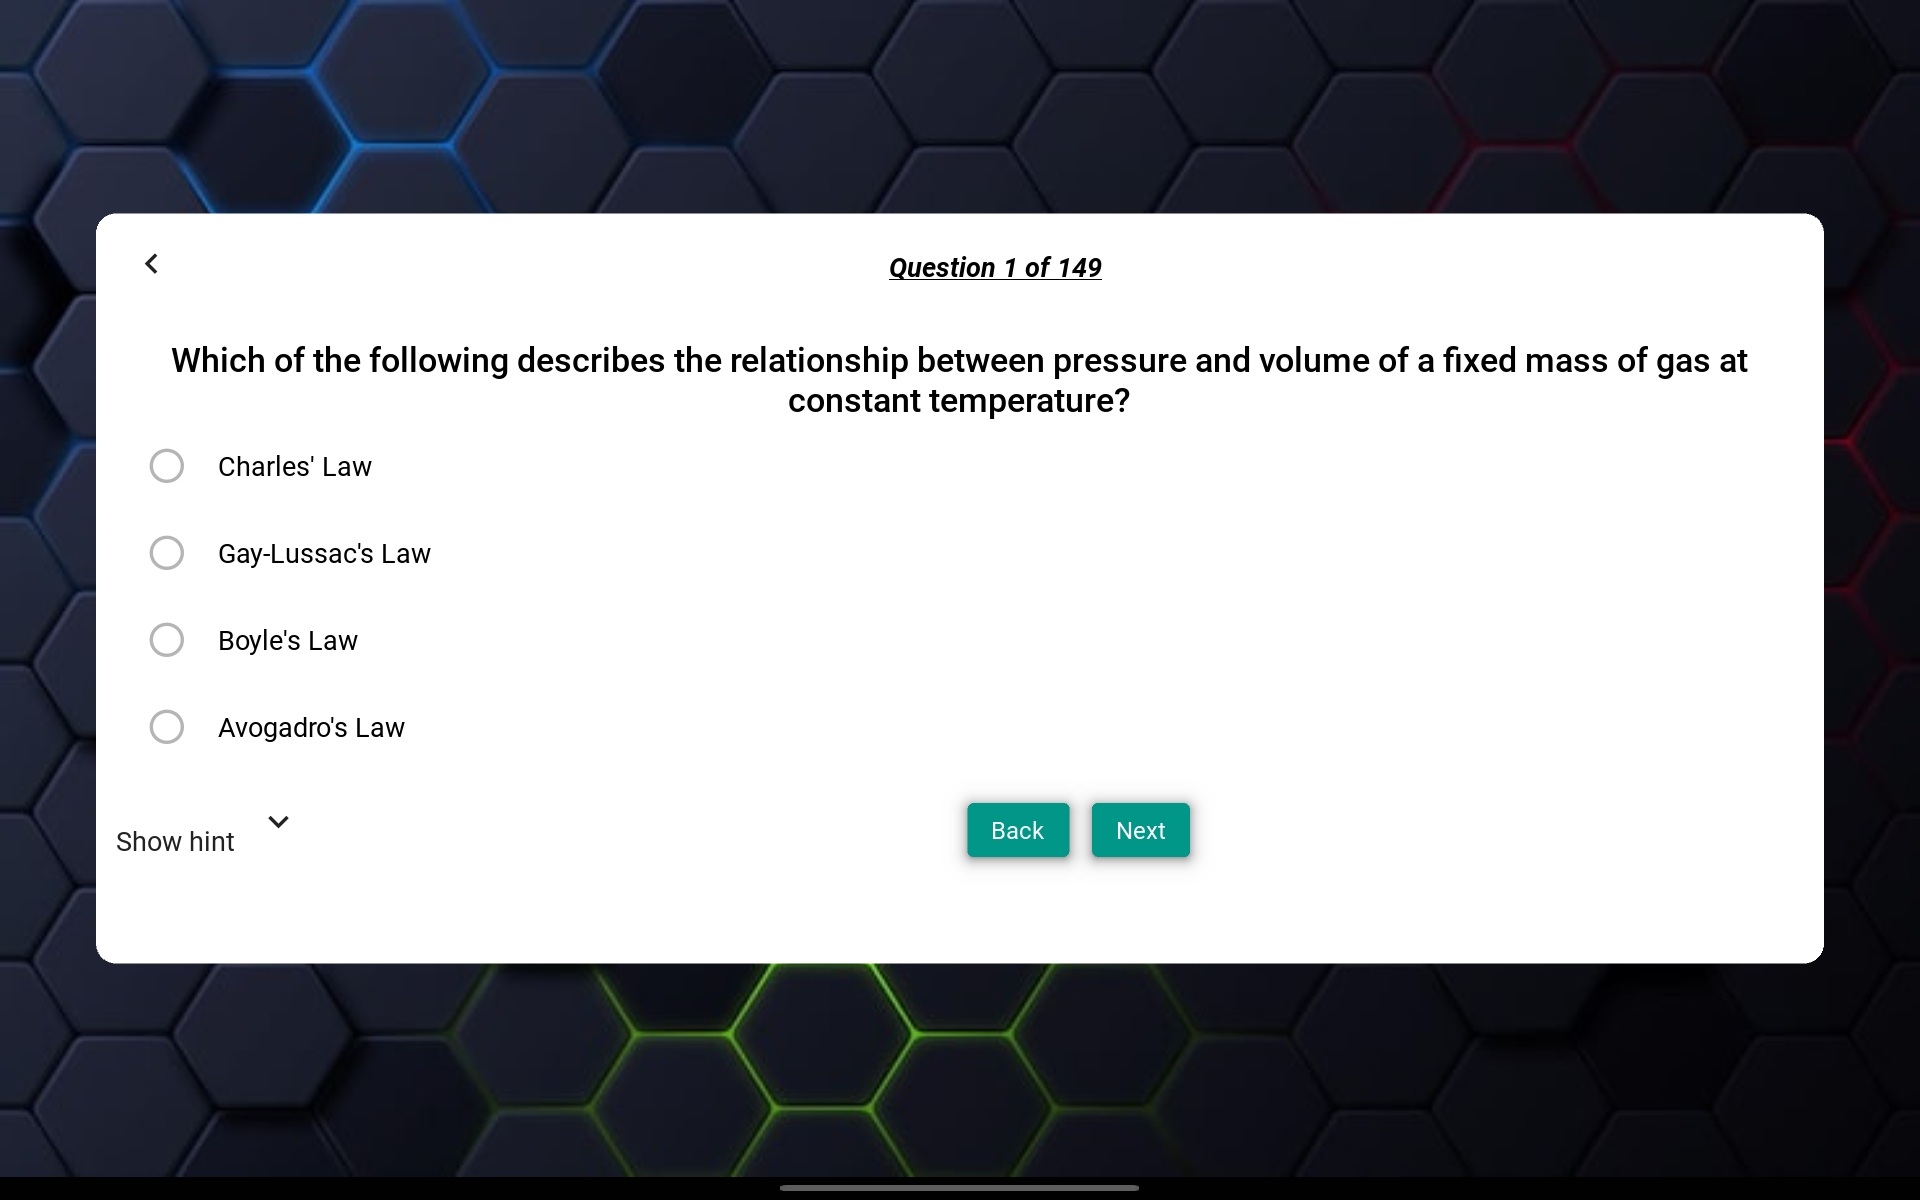 Question 1 of 149
Which of the following describes the relationship between pressure and volume of a fixed mass of gas at
constant temperature?
Charles' Law
Gay-Lussac's Law
Boyle's Law
Avogadro's Law
Show hint
Back
Next